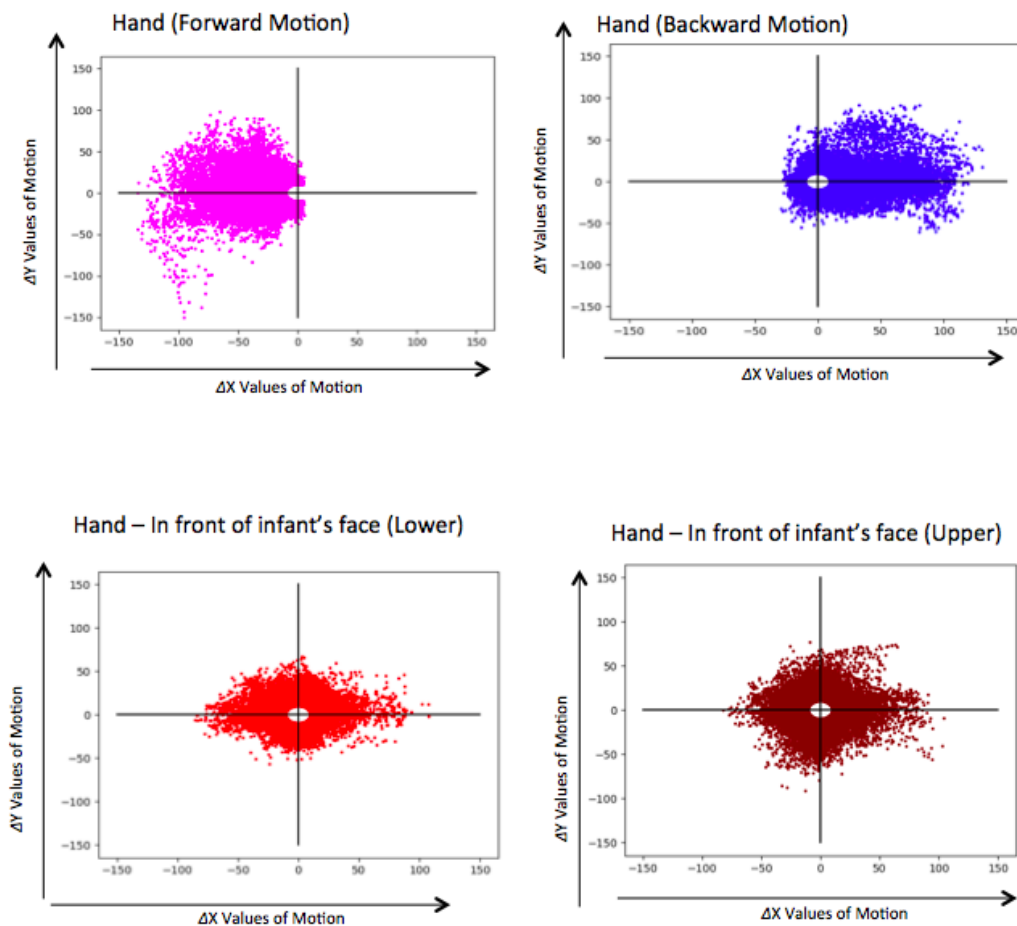 Hand (Forward Motion)
ΔY Values of Motion
150
100
50
0
−50
−100
−150
−150 −100 −50 0 50 100 150
ΔX Values of Motion
Hand (Backward Motion)
ΔY Values of Motion
150
100
50
0
−50
−100
−150
−150 −100 −50 0 50 100 150
ΔX Values of Motion
Hand – In front of infant’s face (Lower)
ΔY Values of Motion
150
100
50
0
−50
−100
−150
−150 −100 −50 0 50 100 150
ΔX Values of Motion
Hand – In front of infant’s face (Upper)
ΔY Values of Motion
150
100
50
0
−50
−100
−150
−150 −100 −50 0 50 100 150
ΔX Values of Motion